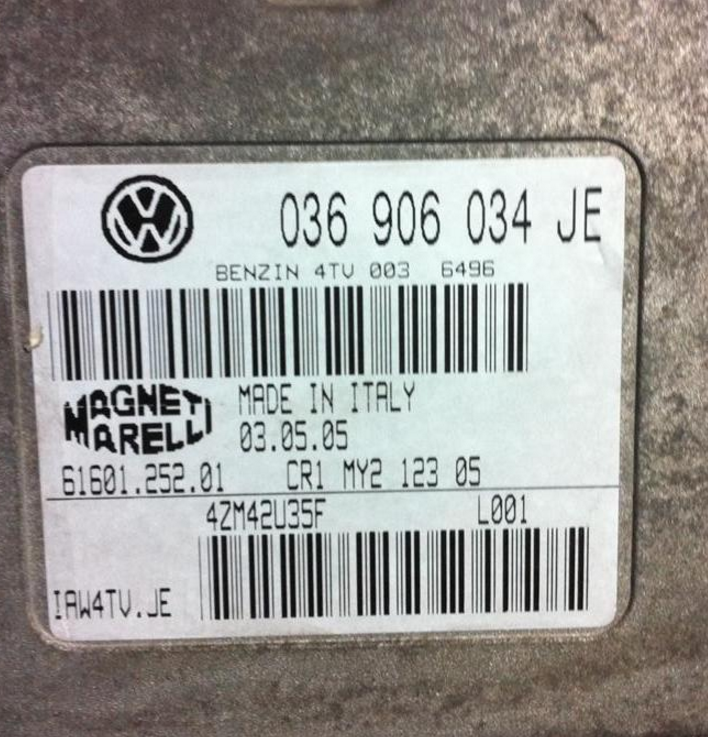 036 906 034 JE
BENZIN 4TV 003 6496
MAGNETI MADE IN ITALY
MARELLI 03.05.05
61601.252.01 CR1 MY2 123 05
4ZM42U35F L001
IAW4TV.JE